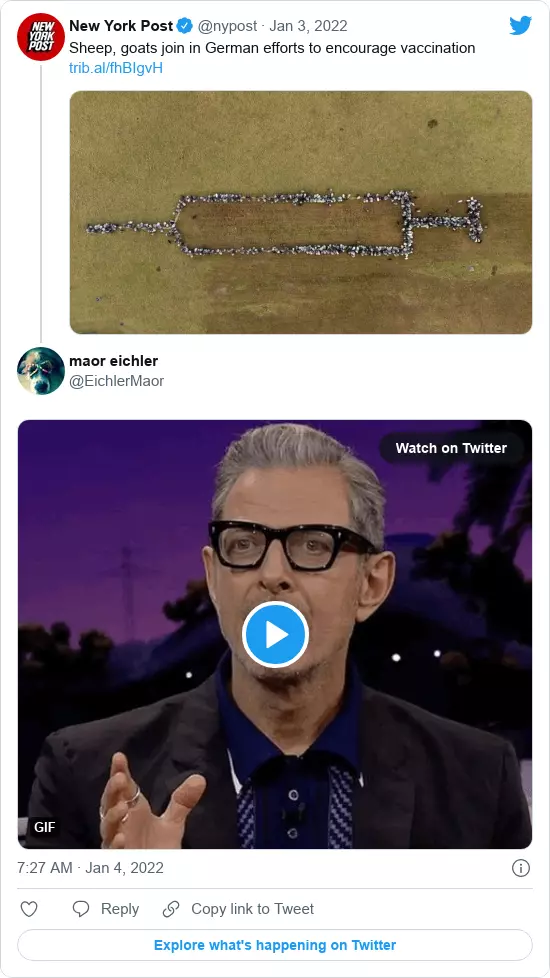 NEW
YORK
POST
New York Post @nypost · Jan 3, 2022
Sheep, goats join in German efforts to encourage vaccination
trib.al/fhBIgvH
maor eichler
@EichlerMaor
Watch on Twitter
GIF
7:27 AM · Jan 4, 2022
Reply
Copy link to Tweet
Explore what's happening on Twitter